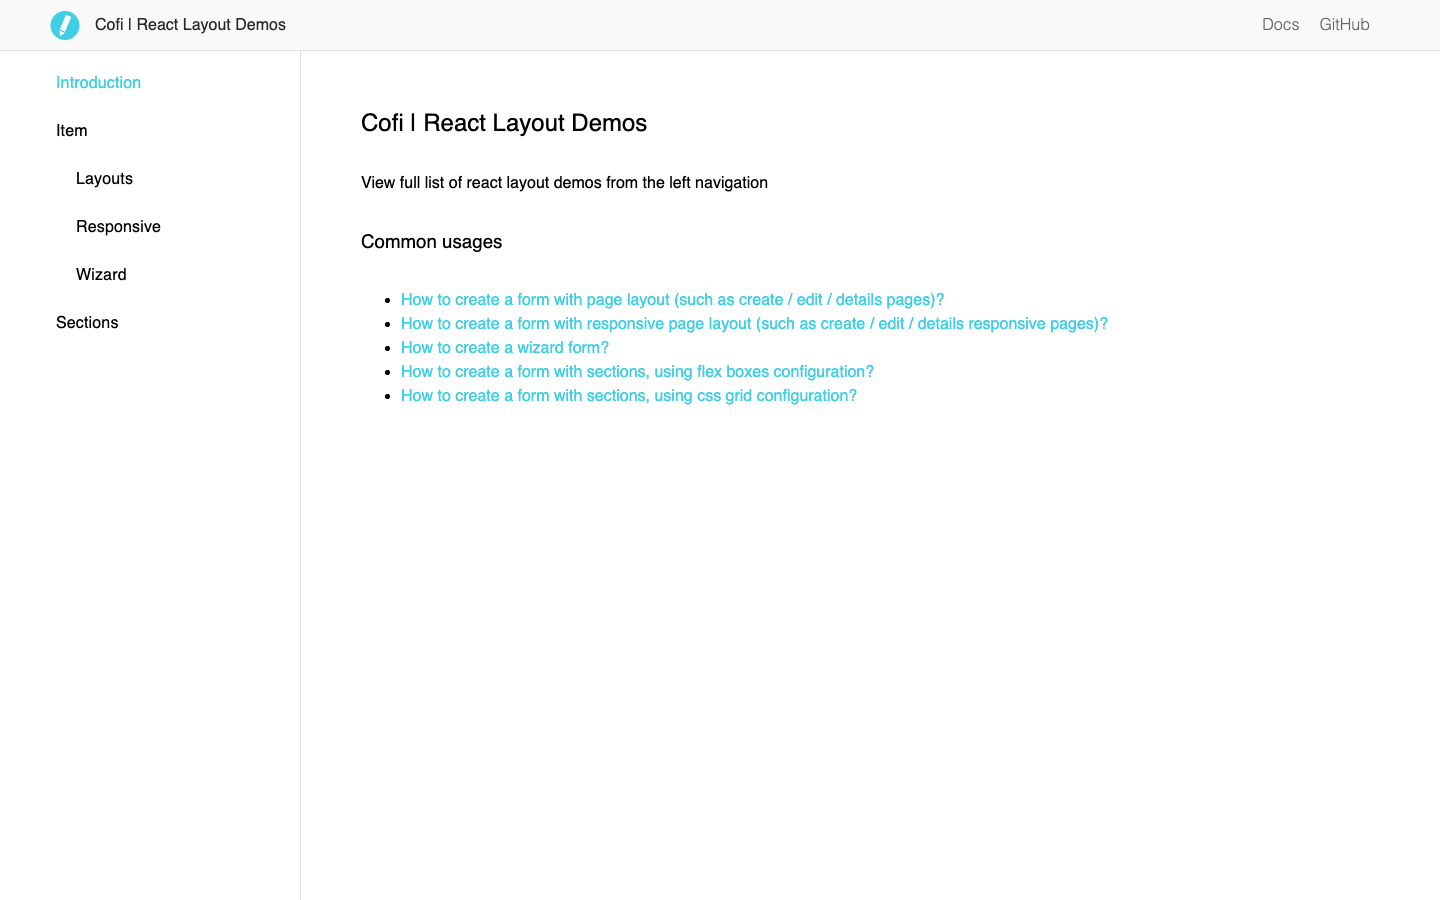 Cofi | React Layout Demos
Docs
GitHub
Introduction
Item
Layouts
Responsive
Wizard
Sections
Cofi | React Layout Demos
View full list of react layout demos from the left navigation
Common usages
How to create a form with page layout (such as create / edit / details pages)?
How to create a form with responsive page layout (such as create / edit / details responsive pages)?
How to create a wizard form?
How to create a form with sections, using flex boxes configuration?
How to create a form with sections, using css grid configuration?